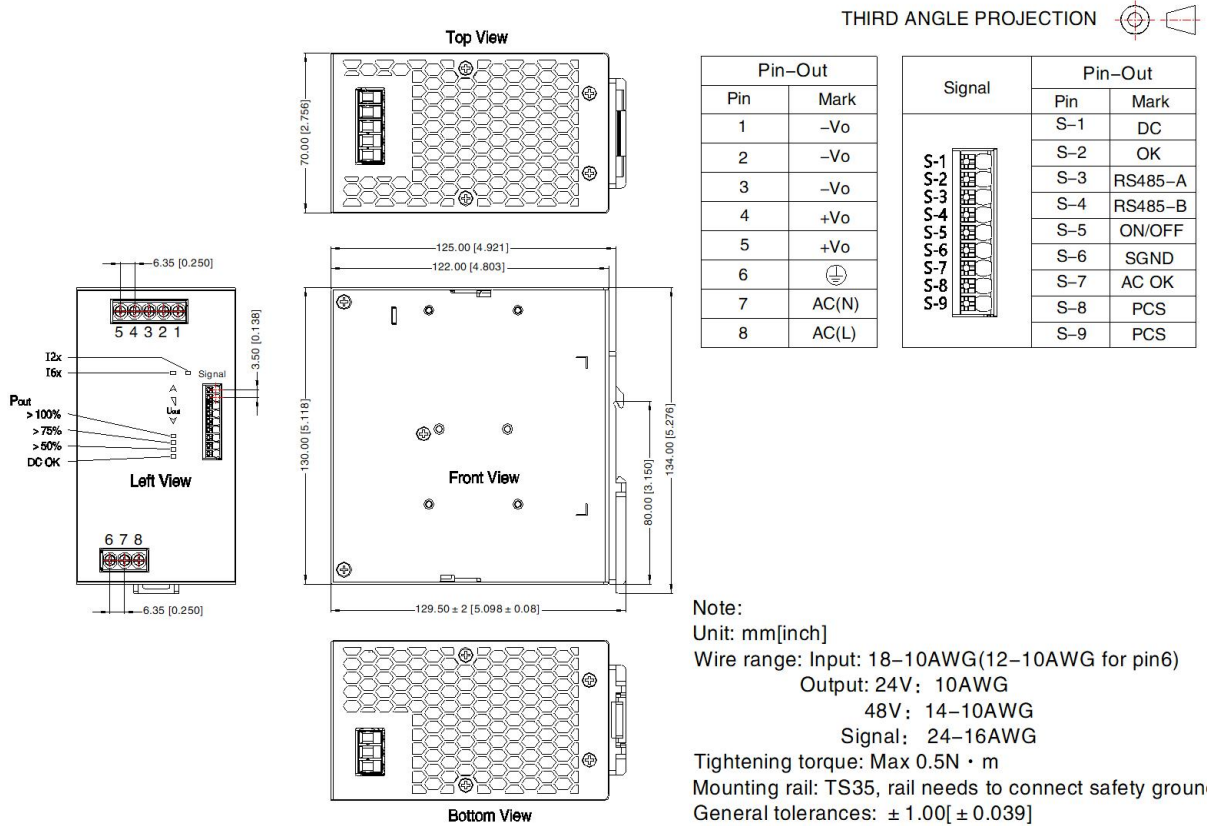 THIRD ANGLE PROJECTION
Top View
70.00 [2.756]
Pin–Out
Pin Mark
1 –Vo
2 –Vo
3 –Vo
4 +Vo
5 +Vo
6
7 AC(N)
8 AC(L)
Signal Pin–Out
Pin Mark
S–1 DC
S–2 OK
S–3 RS485–A
S–4 RS485–B
S–5 ON/OFF
S–6 SGND
S–7 AC OK
S–8 PCS
S–9 PCS
S-1
S-2
S-3
S-4
S-5
S-6
S-7
S-8
S-9
6.35 [0.250]
5 4 3 2 1
3.50 [0.138]
I2x
I6x
Signal
Uout
Pout
> 100%
> 75%
> 50%
DC OK
Left View
6 7 8
6.35 [0.250]
125.00 [4.921]
122.00 [4.803]
130.00 [5.118]
Front View
80.00 [3.150]
134.00 [5.276]
129.50 ± 2 [5.098 ± 0.08]
Bottom View
Note:
Unit: mm[inch]
Wire range: Input: 18–10AWG(12–10AWG for pin6)
Output: 24V: 10AWG
48V: 14–10AWG
Signal: 24–16AWG
Tightening torque: Max 0.5N · m
Mounting rail: TS35, rail needs to connect safety groun
General tolerances: ± 1.00[ ± 0.039]